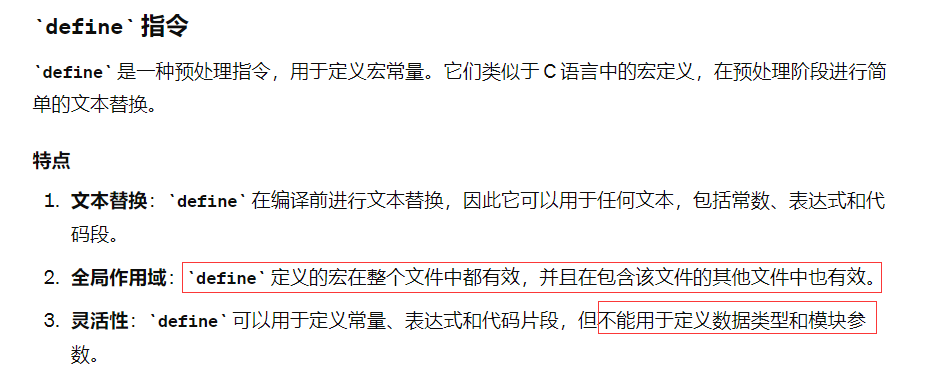 `define` 指令
`define` 是一种预处理指令，用于定义宏常量。它们类似于 C 语言中的宏定义，在预处理阶段进行简
单的文本替换。
特点
1. 文本替换：`define` 在编译前进行文本替换，因此它可以用于任何文本，包括常数、表达式和代
码段。
2. 全局作用域：`define` 定义的宏在整个文件中都有效，并且在包含该文件的其他文件中也有效。
3. 灵活性：`define` 可以用于定义常量、表达式和代码片段，但不能用于定义数据类型和模块参
数。